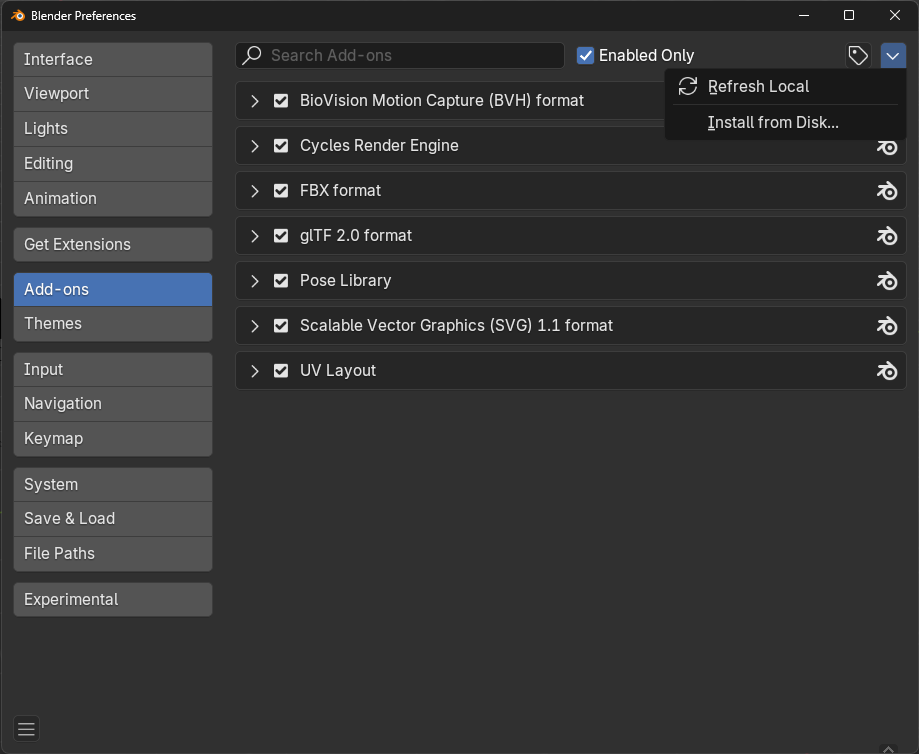 Blender Preferences
Interface
Viewport
Lights
Editing
Animation
Get Extensions
Add-ons
Themes
Input
Navigation
Keymap
System
Save & Load
File Paths
Experimental
Search Add-ons
Enabled Only
Refresh Local
Install from Disk...
BioVision Motion Capture (BVH) format
Cycles Render Engine
FBX format
glTF 2.0 format
Pose Library
Scalable Vector Graphics (SVG) 1.1 format
UV Layout